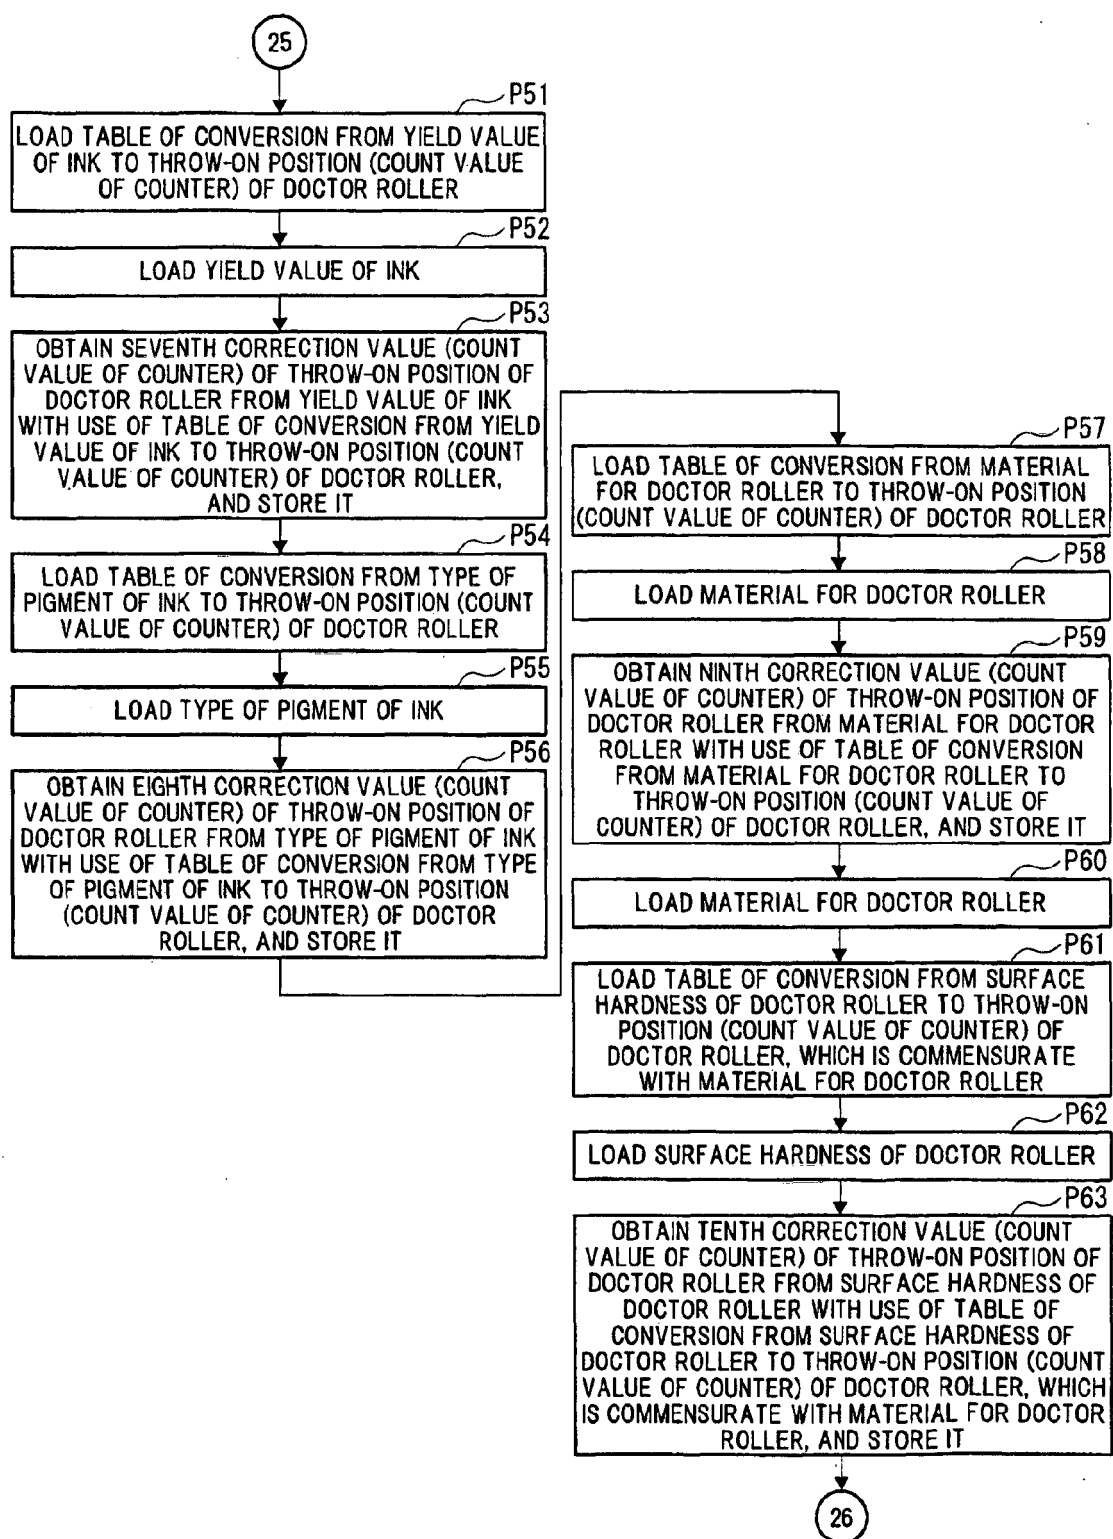 25
P51
LOAD TABLE OF CONVERSION FROM YIELD VALUE
OF INK TO THROW-ON POSITION (COUNT VALUE
OF COUNTER) OF DOCTOR ROLLER
P52
LOAD YIELD VALUE OF INK
P53
OBTAIN SEVENTH CORRECTION VALUE (COUNT
VALUE OF COUNTER) OF THROW-ON POSITION OF
DOCTOR ROLLER FROM YIELD VALUE OF INK
WITH USE OF TABLE OF CONVERSION FROM YIELD
VALUE OF INK TO THROW-ON POSITION (COUNT
VALUE OF COUNTER) OF DOCTOR ROLLER,
AND STORE IT
P54
LOAD TABLE OF CONVERSION FROM TYPE OF
PIGMENT OF INK TO THROW-ON POSITION (COUNT
VALUE OF COUNTER) OF DOCTOR ROLLER
P55
LOAD TYPE OF PIGMENT OF INK
P56
OBTAIN EIGHTH CORRECTION VALUE (COUNT
VALUE OF COUNTER) OF THROW-ON POSITION OF
DOCTOR ROLLER FROM TYPE OF PIGMENT OF INK
WITH USE OF TABLE OF CONVERSION FROM TYPE
OF PIGMENT OF INK TO THROW-ON POSITION
(COUNT VALUE OF COUNTER) OF DOCTOR
ROLLER, AND STORE IT
P57
LOAD TABLE OF CONVERSION FROM MATERIAL
FOR DOCTOR ROLLER TO THROW-ON POSITION
(COUNT VALUE OF COUNTER) OF DOCTOR ROLLER
P58
LOAD MATERIAL FOR DOCTOR ROLLER
P59
OBTAIN NINTH CORRECTION VALUE (COUNT
VALUE OF COUNTER) OF THROW-ON POSITION OF
DOCTOR ROLLER FROM MATERIAL FOR DOCTOR
ROLLER WITH USE OF TABLE OF CONVERSION
FROM MATERIAL FOR DOCTOR ROLLER TO
THROW-ON POSITION (COUNT VALUE OF
COUNTER) OF DOCTOR ROLLER, AND STORE IT
P60
LOAD MATERIAL FOR DOCTOR ROLLER
P61
LOAD TABLE OF CONVERSION FROM SURFACE
HARDNESS OF DOCTOR ROLLER TO THROW-ON
POSITION (COUNT VALUE OF COUNTER) OF
DOCTOR ROLLER, WHICH IS COMMENSURATE
WITH MATERIAL FOR DOCTOR ROLLER
P62
LOAD SURFACE HARDNESS OF DOCTOR ROLLER
P63
OBTAIN TENTH CORRECTION VALUE (COUNT
VALUE OF COUNTER) OF THROW-ON POSITION OF
DOCTOR ROLLER FROM SURFACE HARDNESS OF
DOCTOR ROLLER WITH USE OF TABLE OF
CONVERSION FROM SURFACE HARDNESS OF
DOCTOR ROLLER TO THROW-ON POSITION (COUNT
VALUE OF COUNTER) OF DOCTOR ROLLER, WHICH
IS COMMENSURATE WITH MATERIAL FOR DOCTOR
ROLLER, AND STORE IT
26